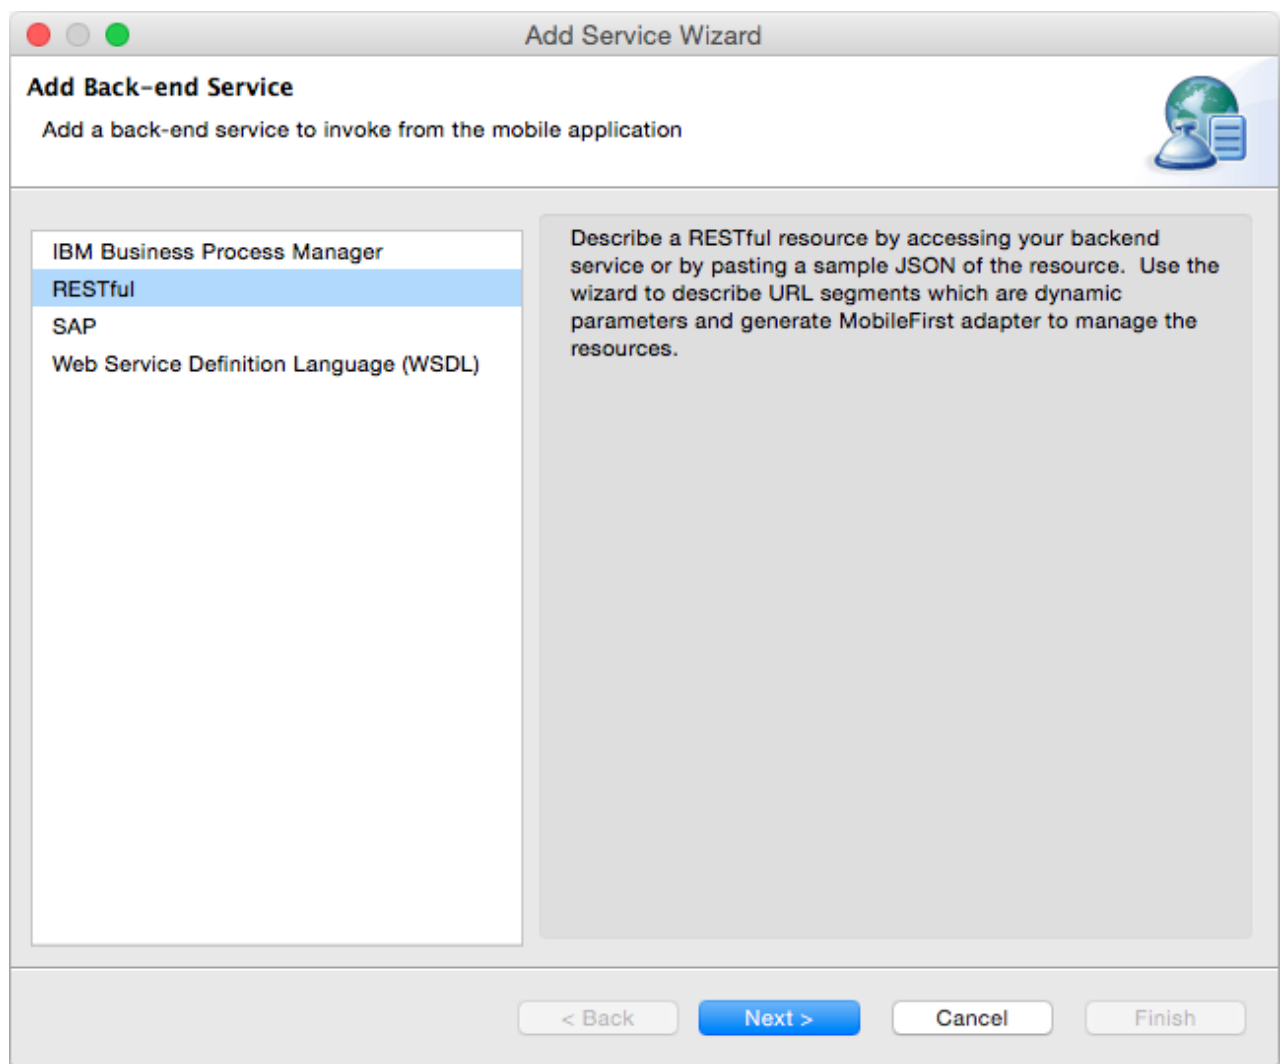 Add Service Wizard
Add Back-end Service
Add a back-end service to invoke from the mobile application
IBM Business Process Manager
RESTful
SAP
Web Service Definition Language (WSDL)
Describe a RESTful resource by accessing your backend
service or by pasting a sample JSON of the resource.  Use the
wizard to describe URL segments which are dynamic
parameters and generate MobileFirst adapter to manage the
resources.
< Back
Next >
Cancel
Finish